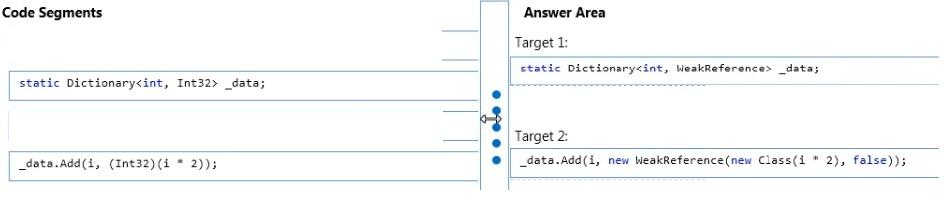 Code Segments
static Dictionary<int, Int32> _data;
_data.Add(i, (Int32)(i * 2));
Answer Area
Target 1:
static Dictionary<int, WeakReference> _data;
Target 2:
_data.Add(i, new WeakReference(new Class(i * 2), false));